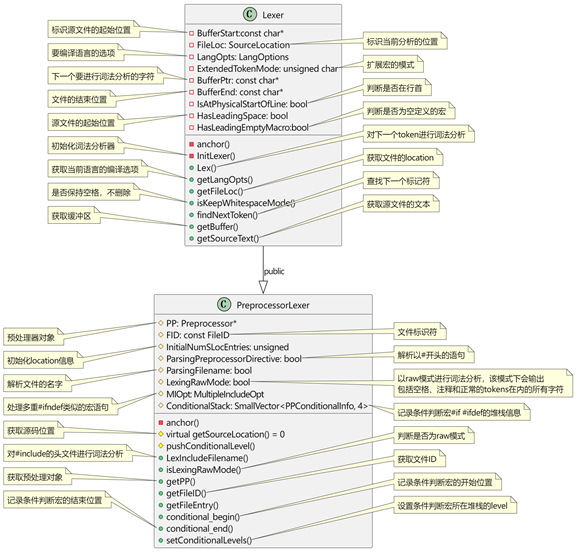 C Lexer
BufferStart:const char*
FileLoc: SourceLocation
LangOpts: LangOptions
ExtendedTokenMode: unsigned char
BufferPtr: const char*
BufferEnd: const char*
IsAtPhysicalStartOfLine: bool
HasLeadingSpace: bool
HasLeadingEmptyMacro:bool
anchor()
InitLexer()
Lex()
getLangOpts()
getFileLoc()
isKeepWhitespaceMode()
findNextToken()
getBuffer()
getSourceText()
标识源文件的起始位置
要编译语言的选项
下一个要进行词法分析的字符
文件的结束位置
源文件的起始位置
初始化词法分析器
获取当前语言的编译选项
是否保持空格，不删除
获取缓冲区
标识当前分析的位置
扩展宏的模式
判断是否在行首
判断是否为空定义的宏
对下一个token进行词法分析
获取文件的location
查找下一个标记符
获取源文件的文本
public
C PreprocessorLexer
PP: Preprocessor*
FID: const FileID
InitialNumSLocEntries: unsigned
ParsingPreprocessorDirective: bool
ParsingFilename: bool
LexingRawMode: bool
MIOpt: MultipleIncludeOpt
ConditionalStack: SmallVector<PPConditionalInfo, 4>
anchor()
virtual getSourceLocation() = 0
pushConditionalLevel()
LexIncludeFilename()
isLexingRawMode()
getPP()
getFileID()
getFileEntry()
conditional_begin()
conditional_end()
setConditionalLevels()
预处理器对象
初始化location信息
解析文件的名字
处理多重#ifndef类似的宏语句
获取源码位置
对#include的头文件进行词法分析
获取预处理对象
记录条件判断宏的结束位置
文件标识符
解析以#开头的语句
以raw模式进行词法分析，该模式下会输出
包括空格、注释和正常的tokens在内的所有字符
记录条件判断宏#if #ifdef的堆栈信息
判断是否为raw模式
获取文件ID
记录条件判断宏的开始位置
设置条件判断宏所在堆栈的level